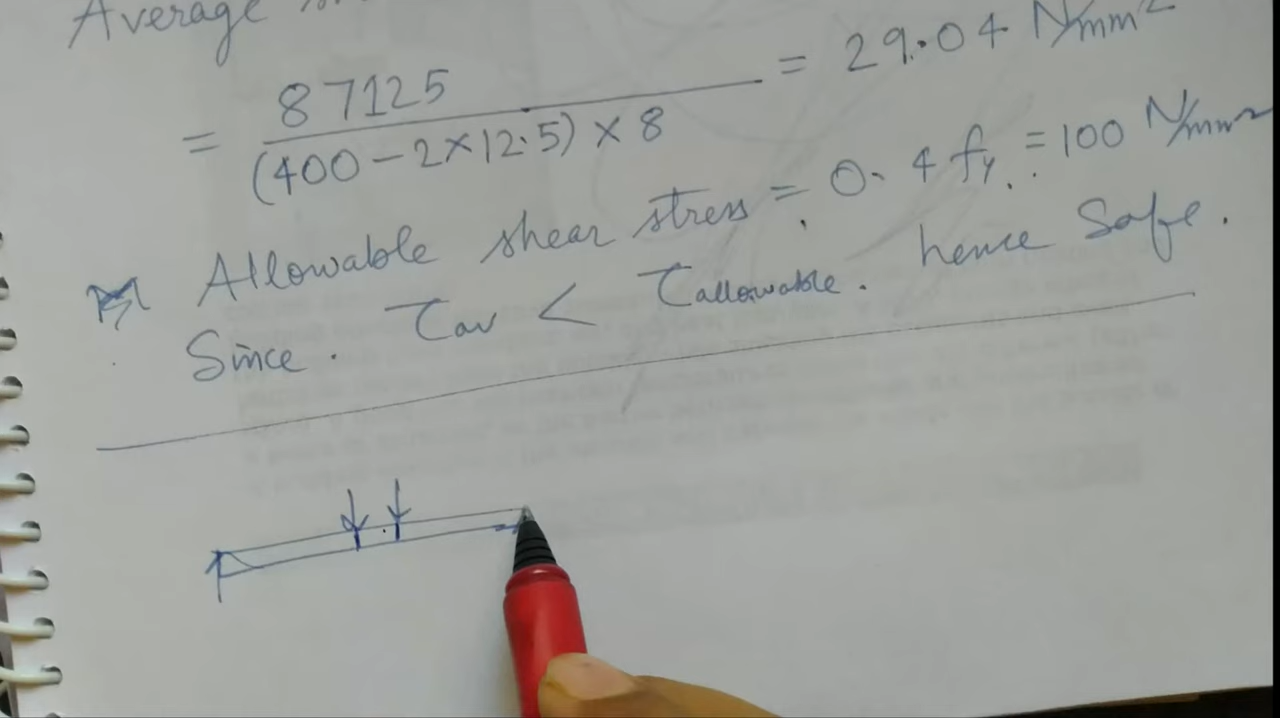 Average
= 87125 / (400 - 2×12.5) × 8 = 29.04 N/mm²
Allowable shear stress = 0.4 fy = 100 N/mm²
Since. τav < τallowable. hence Safe.